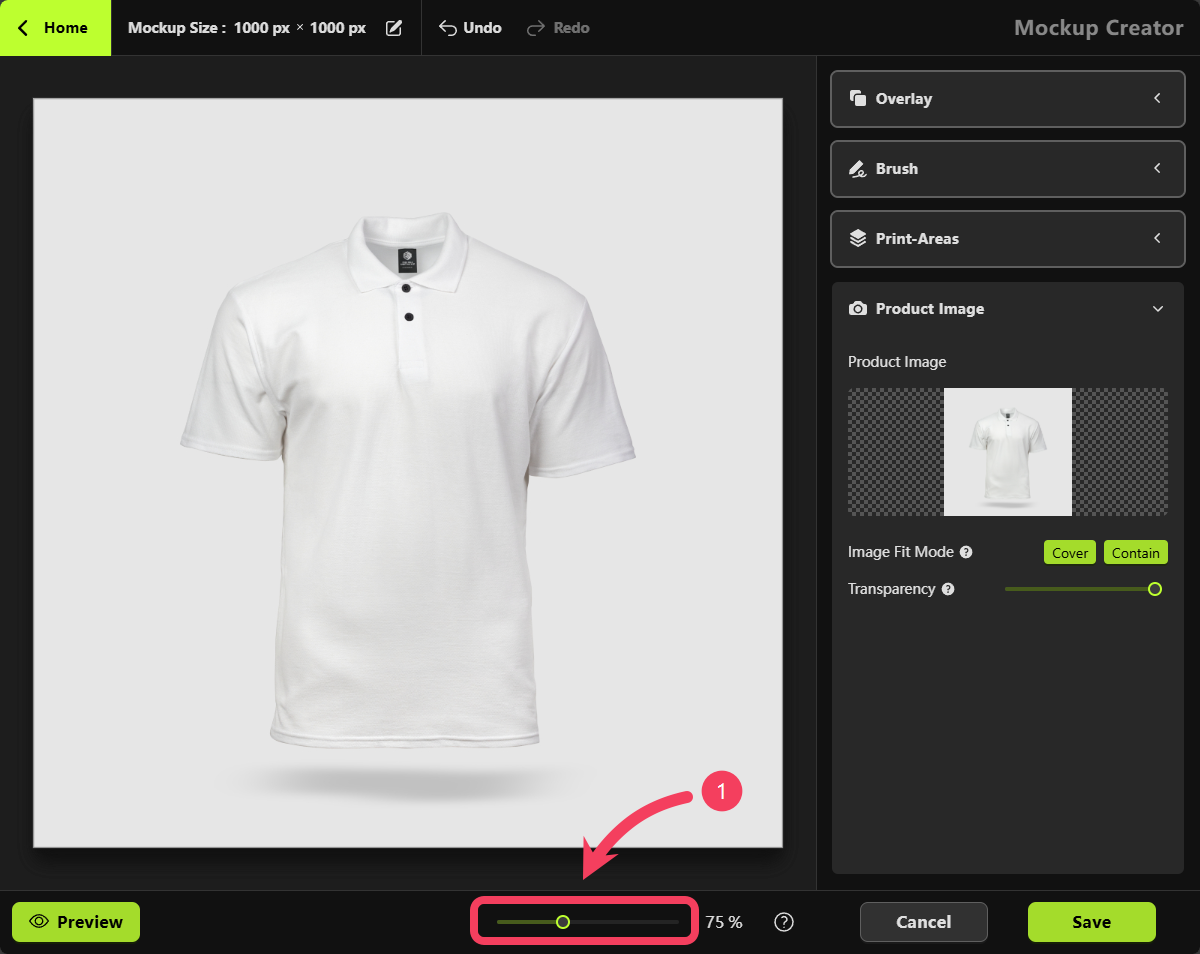 Home
Mockup Size : 1000 px × 1000 px
Undo
Redo
Mockup Creator
Overlay
Brush
Print-Areas
Product Image
Product Image
Image Fit Mode ?
Cover
Contain
Transparency ?
1
Preview
75 %
?
Cancel
Save